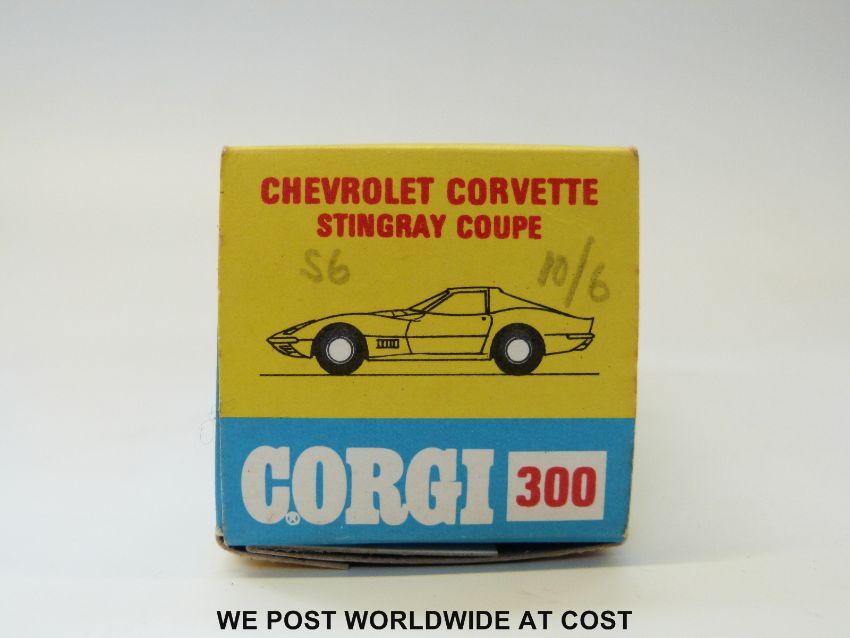 CHEVROLET CORVETTE
STINGRAY COUPE
S6 10/6
CORGI 300
WE POST WORLDWIDE AT COST